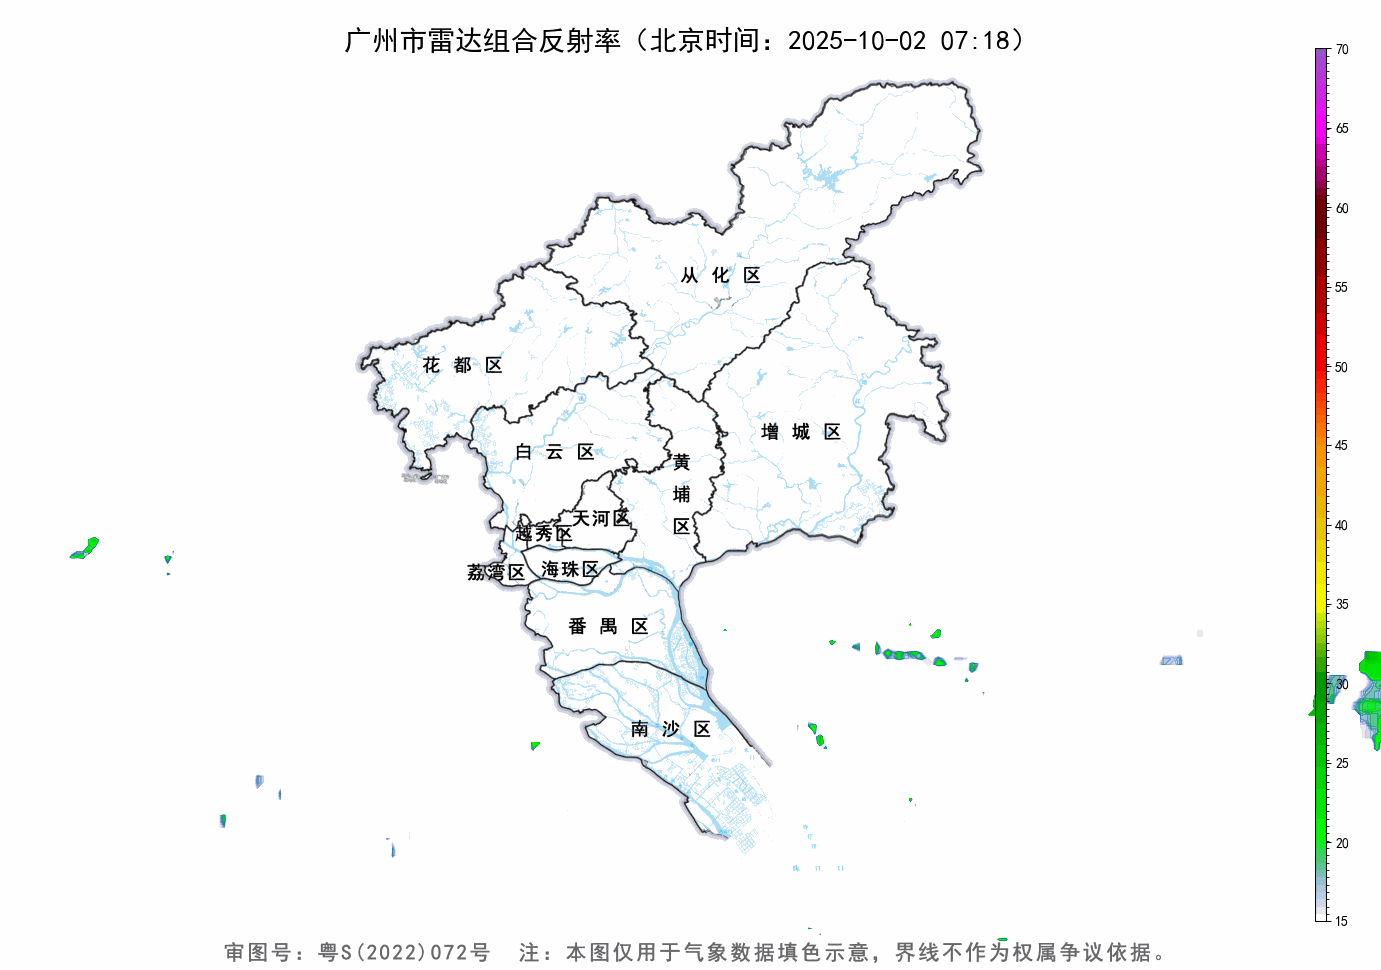 广州市雷达组合反射率（北京时间：2025-10-02 07:18）
70
65
60
55
50
45
40
35
30
25
20
15
从化区
花都区
增城区
白云区
黄埔区
天河区
越秀区
荔湾区
海珠区
番禺区
南沙区
审图号：粤S(2022)072号 注：本图仅用于气象数据填色示意，界线不作为权属争议依据。